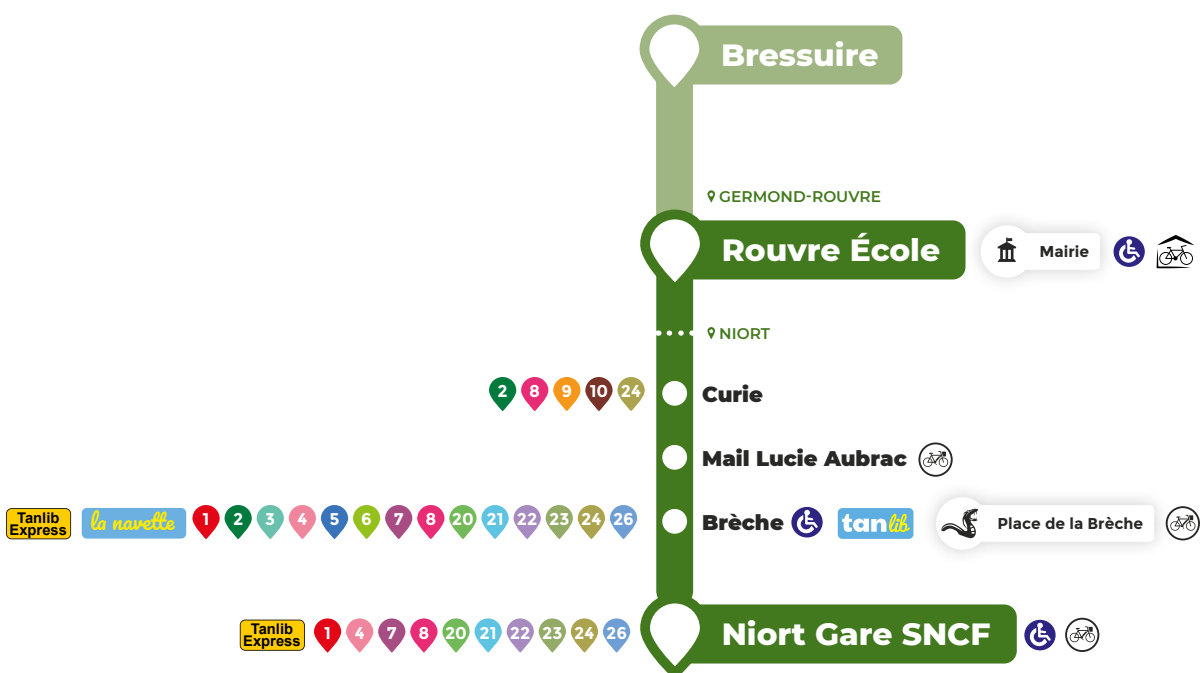 Bressuire
GERMOND-ROUVRE
Rouvre École
Mairie
NIORT
2 8 9 10 24
Curie
Mail Lucie Aubrac
Tanlib
Express
la navette
1 2 3 4 5 6 7 8 20 21 22 23 24 26
Brèche
tanlib
Place de la Brèche
Tanlib
Express
1 4 7 8 20 21 22 23 24 26
Niort Gare SNCF